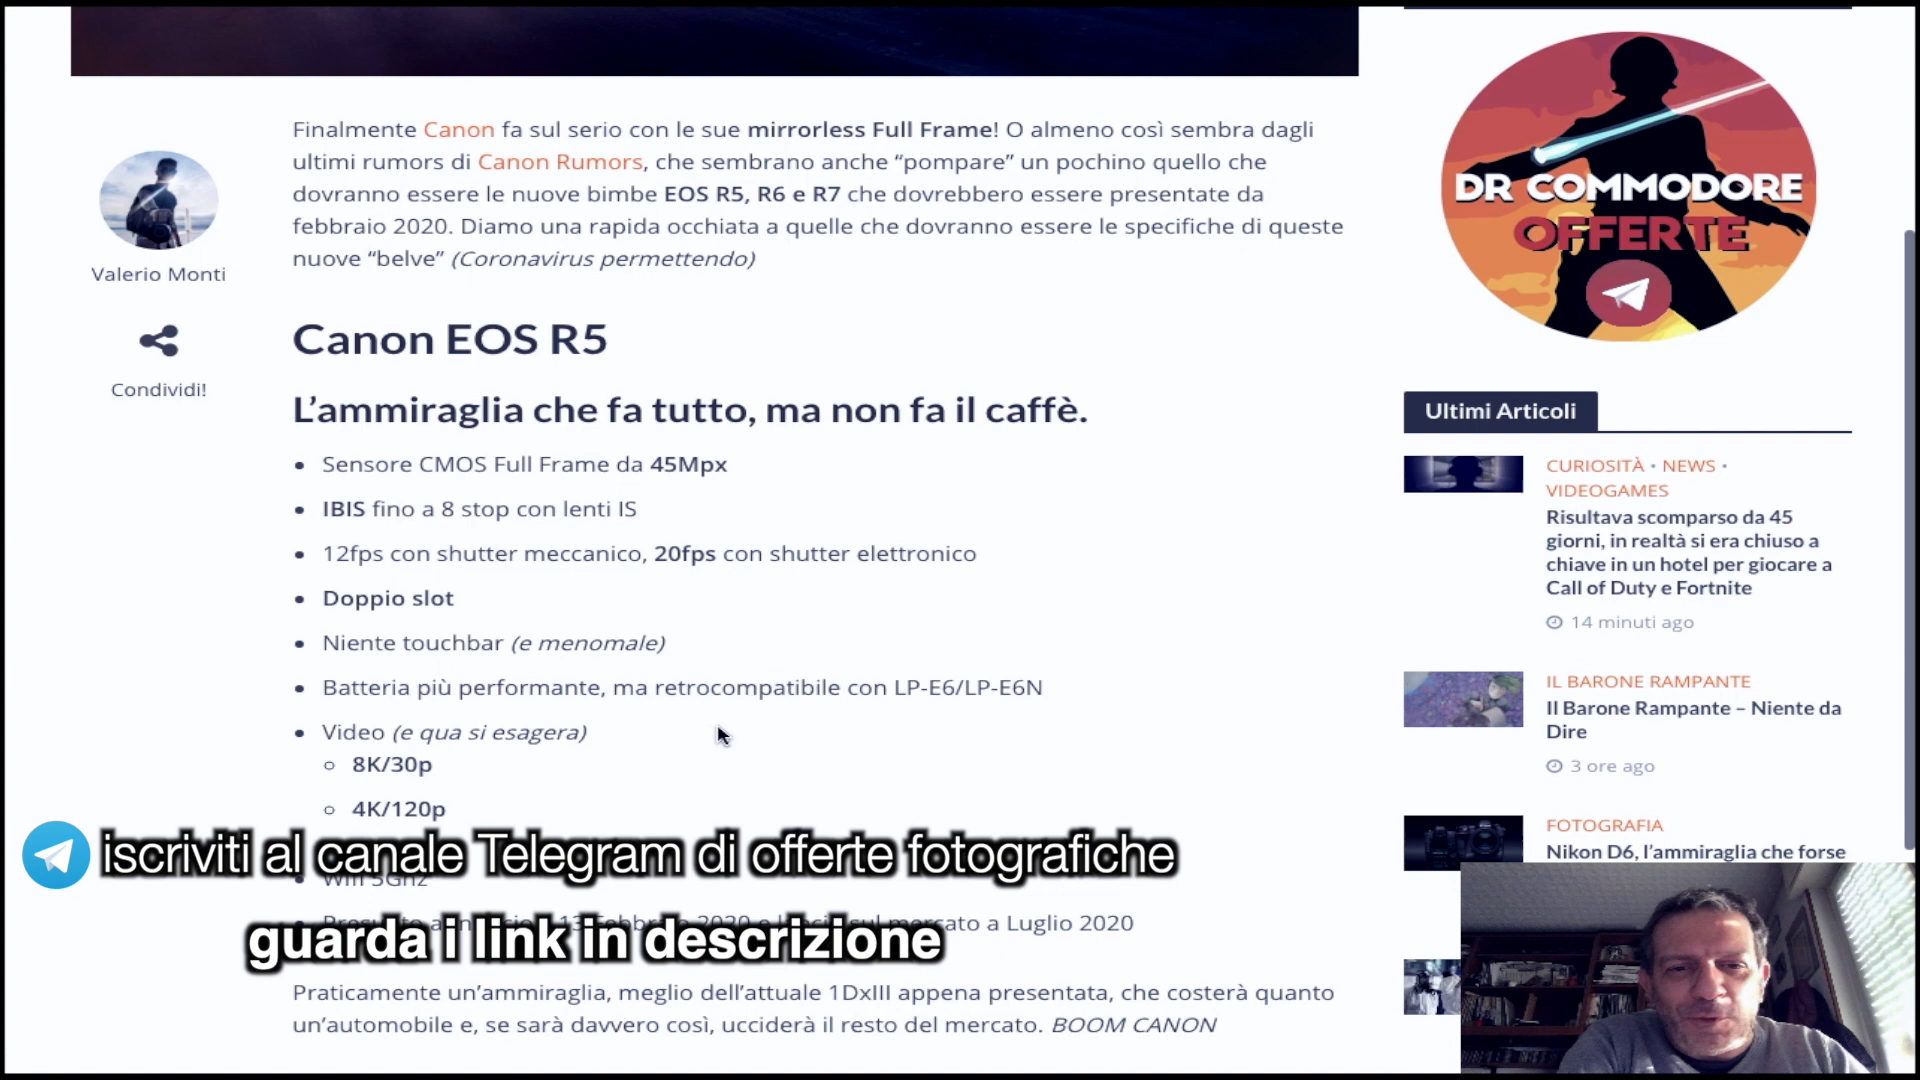 Finalmente Canon fa sul serio con le sue mirrorless Full Frame! O almeno così sembra dagli
ultimi rumors di Canon Rumors, che sembrano anche “pompare” un pochino quello che
dovranno essere le nuove bimbe EOS R5, R6 e R7 che dovrebbero essere presentate da
febbraio 2020. Diamo una rapida occhiata a quelle che dovranno essere le specifiche di queste
nuove “belve” (Coronavirus permettendo)
Valerio Monti
Condividi!
Canon EOS R5
L’ammiraglia che fa tutto, ma non fa il caffè.
Sensore CMOS Full Frame da 45Mpx
IBIS fino a 8 stop con lenti IS
12fps con shutter meccanico, 20fps con shutter elettronico
Doppio slot
Niente touchbar (e menomale)
Batteria più performante, ma retrocompatibile con LP-E6/LP-E6N
Video (e qua si esagera)
8K/30p
4K/120p
iscriviti al canale Telegram di offerte fotografiche
Wifi 5Ghz
13 Febbraio 2020 e lancio sul mercato a Luglio 2020
guarda i link in descrizione
Praticamente un’ammiraglia, meglio dell’attuale 1DxIII appena presentata, che costerà quanto
un’automobile e, se sarà davvero così, ucciderà il resto del mercato. BOOM CANON
DR COMMODORE
OFFERTE
Ultimi Articoli
CURIOSITÀ • NEWS •
VIDEOGAMES
Risultava scomparso da 45
giorni, in realtà si era chiuso a
chiave in un hotel per giocare a
Call of Duty e Fortnite
14 minuti ago
IL BARONE RAMPANTE
Il Barone Rampante – Niente da
Dire
3 ore ago
FOTOGRAFIA
Nikon D6, l’ammiraglia che forse